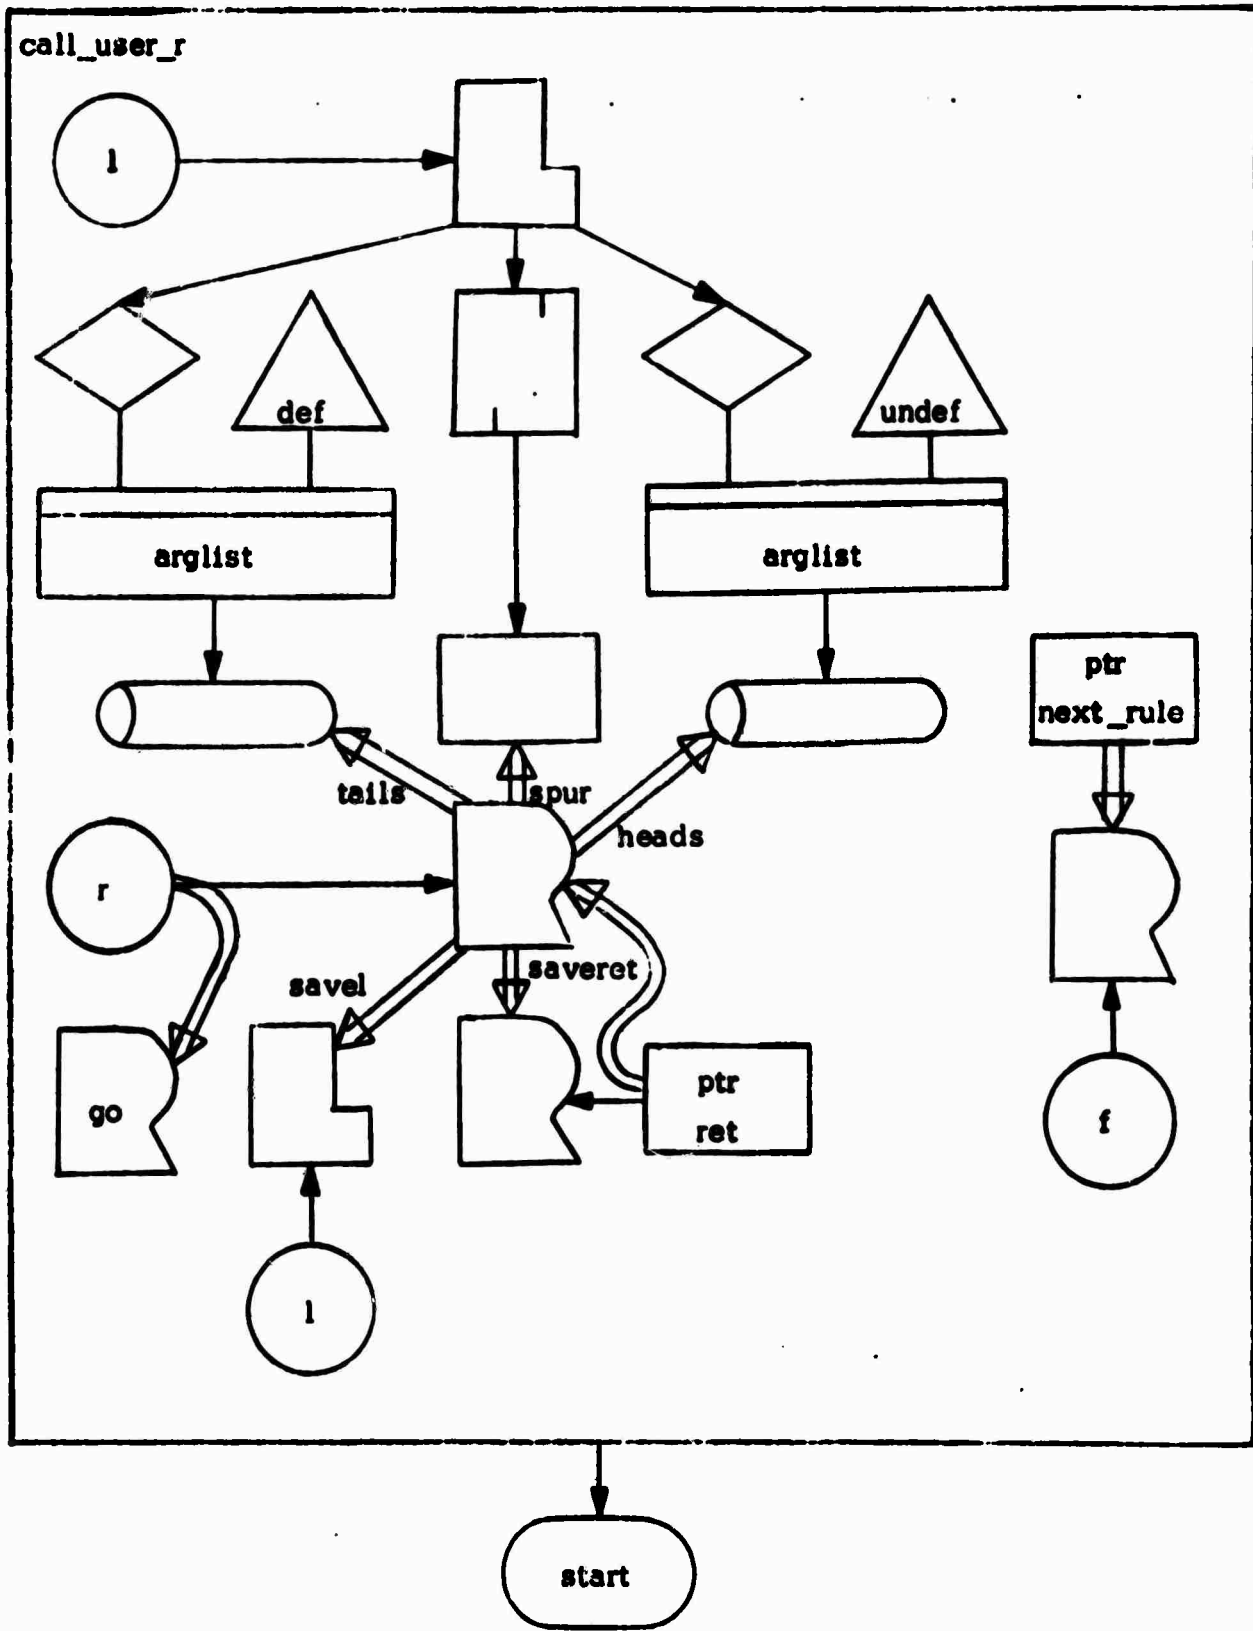 call_user_r
l
def
undef
arglist
arglist
ptr
next_rule
tails
spur
heads
r
savel
saveret
go
ptr
ret
f
l
start